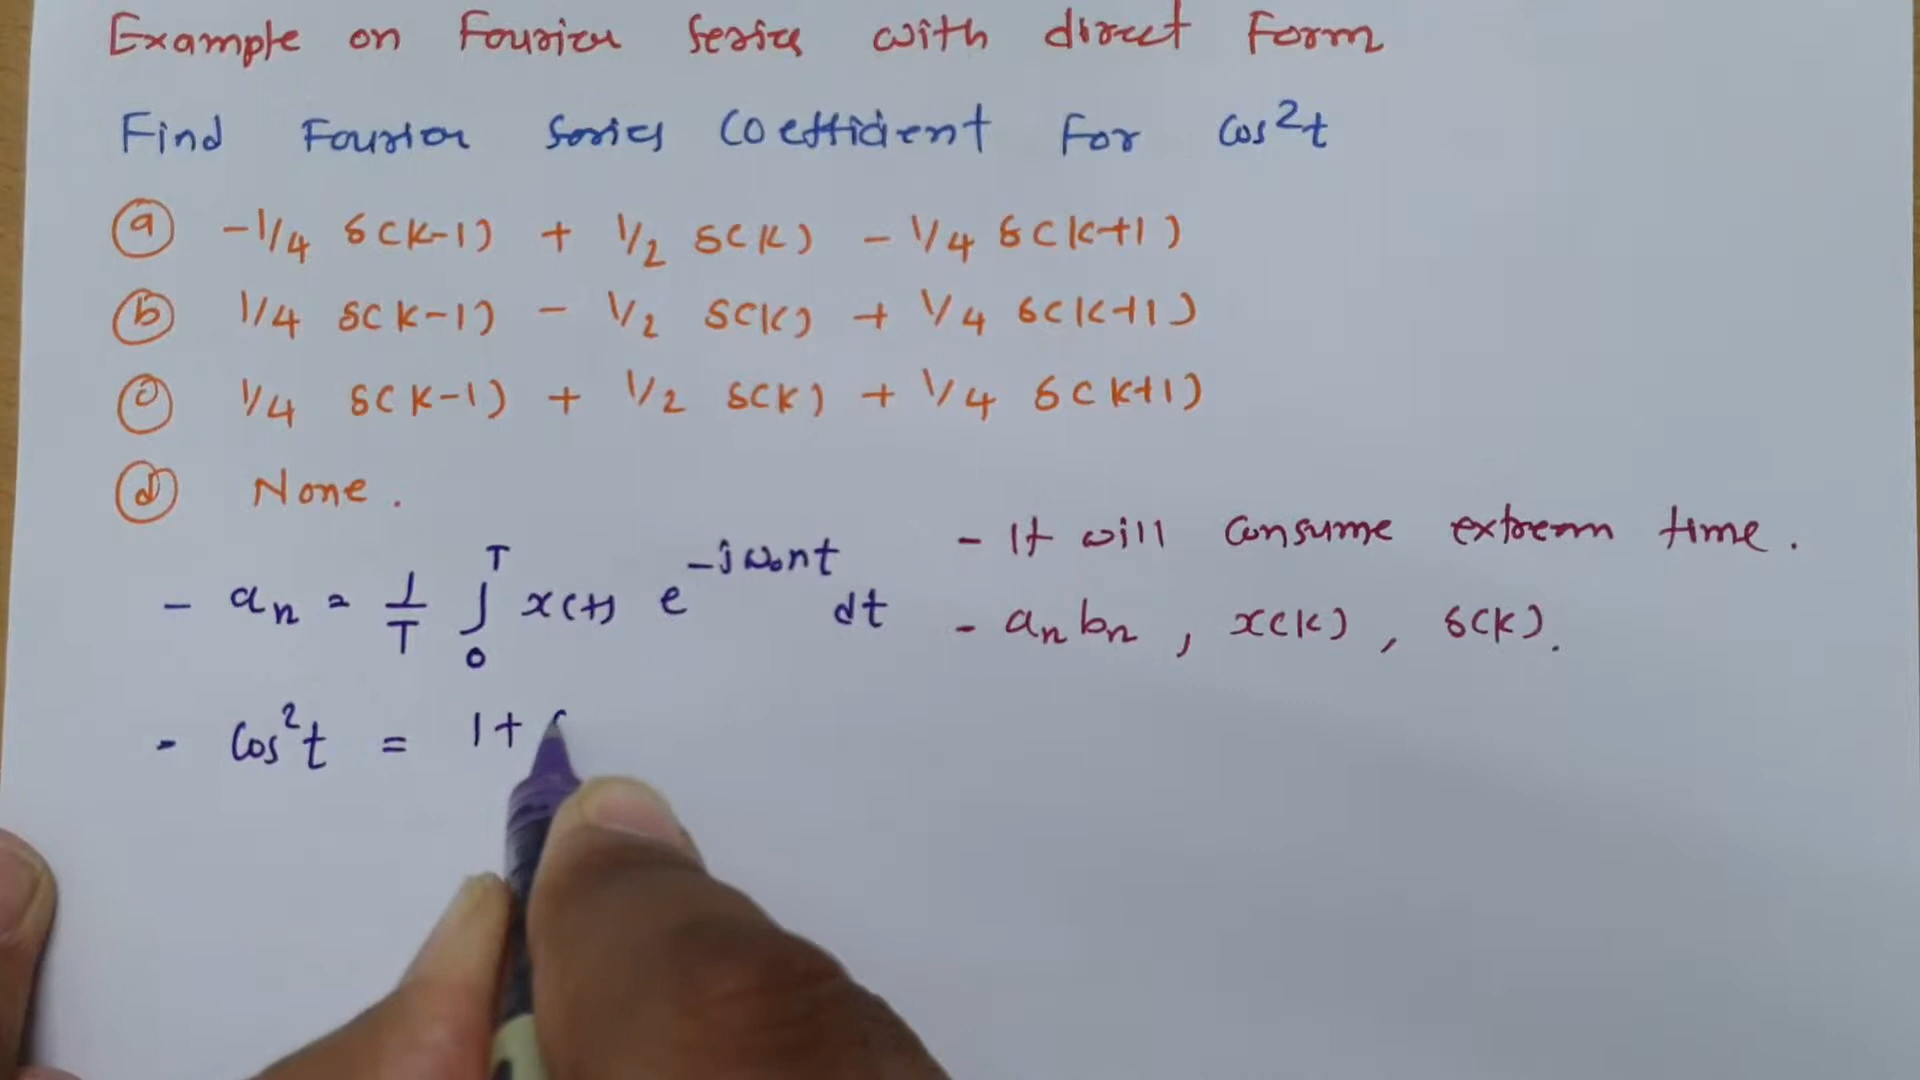 Example on Fourier Series with direct Form
Find Fourier Series Coefficient For cos²t
(a) -1/4 δ(k-1) + 1/2 δ(k) - 1/4 δ(k+1)
(b) 1/4 δ(k-1) - 1/2 δ(k) + 1/4 δ(k+1)
(c) 1/4 δ(k-1) + 1/2 δ(k) + 1/4 δ(k+1)
(d) None.
- aₙ = 1/T ∫₀ᵀ x(t) e^(-jω₀nt) dt
- It will consume extreem time.
- aₙ bₙ, x(k), δ(k).
- cos²t = 1+